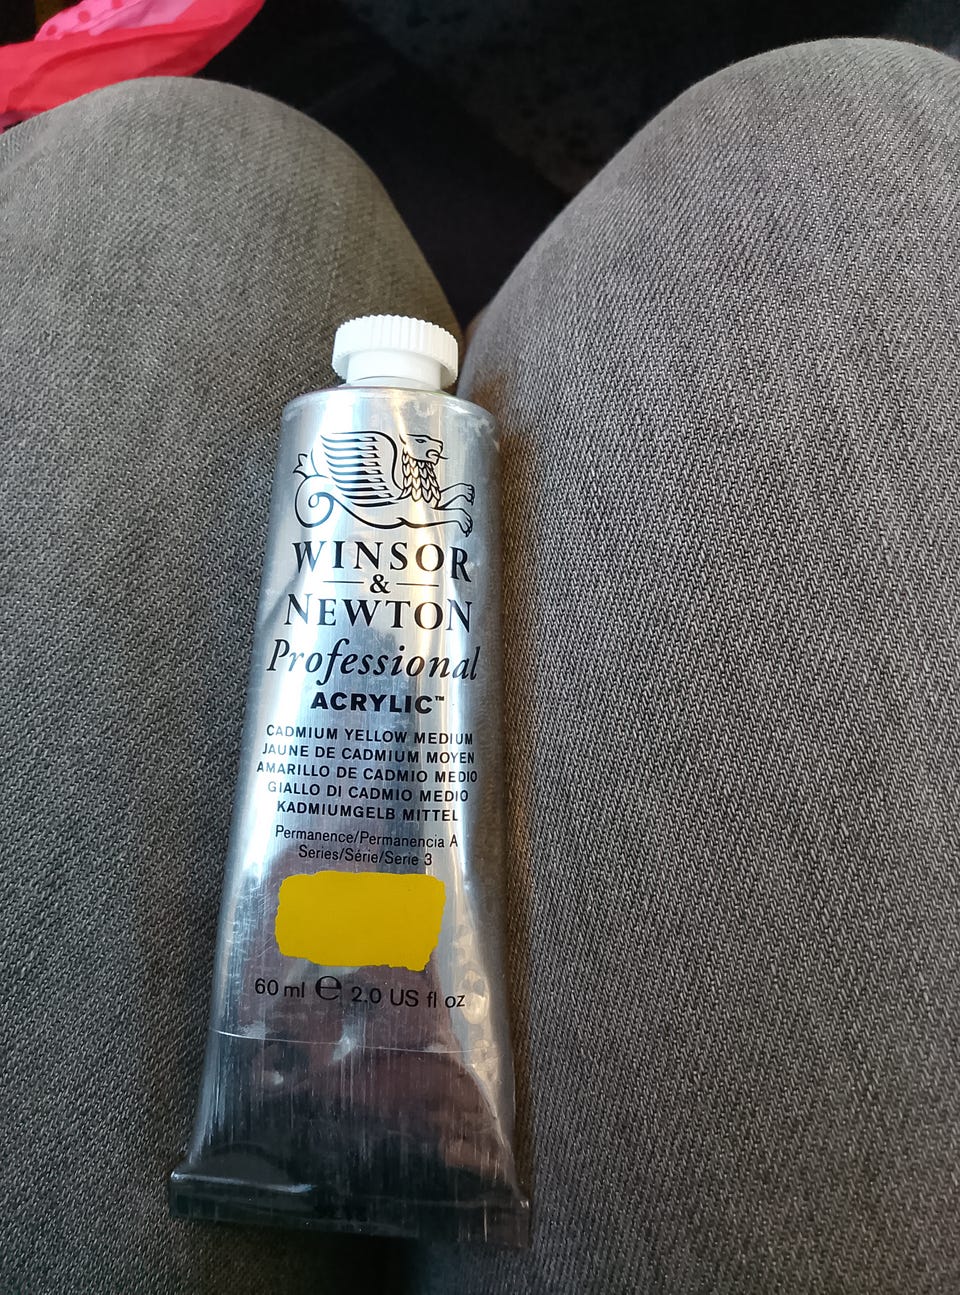 WINSOR
&
NEWTON
Professional
ACRYLIC™
CADMIUM YELLOW MEDIUM
JAUNE DE CADMIUM MOYEN
AMARILLO DE CADMIO MEDIO
GIALLO DI CADMIO MEDIO
KADMIUMGELB MITTEL
Permanence/Permanencia A
Series/Série/Serie 3
60 ml ℮ 2.0 US fl oz